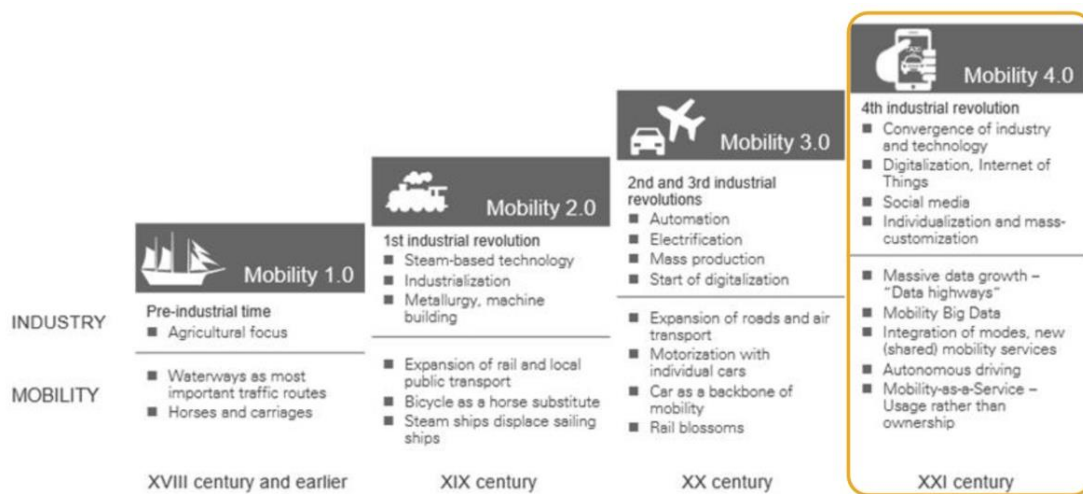 Mobility 1.0
Pre-industrial time
■ Agricultural focus
■ Waterways as most
important traffic routes
■ Horses and carriages
XVIII century and earlier
Mobility 2.0
1st industrial revolution
■ Steam-based technology
■ Industrialization
■ Metallurgy, machine
building
■ Expansion of rail and local
public transport
■ Bicycle as a horse substitute
■ Steam ships displace sailing
ships
XIX century
Mobility 3.0
2nd and 3rd industrial
revolutions
■ Automation
■ Electrification
■ Mass production
■ Start of digitalization
■ Expansion of roads and air
transport
■ Motorization with
individual cars
■ Car as a backbone of
mobility
■ Rail blossoms
XX century
Mobility 4.0
4th industrial revolution
■ Convergence of industry
and technology
■ Digitalization, Internet of
Things
■ Social media
■ Individualization and mass-
customization
■ Massive data growth –
"Data highways"
■ Mobility Big Data
■ Integration of modes, new
(shared) mobility services
■ Autonomous driving
■ Mobility-as-a-Service –
Usage rather than
ownership
XXI century
INDUSTRY
MOBILITY